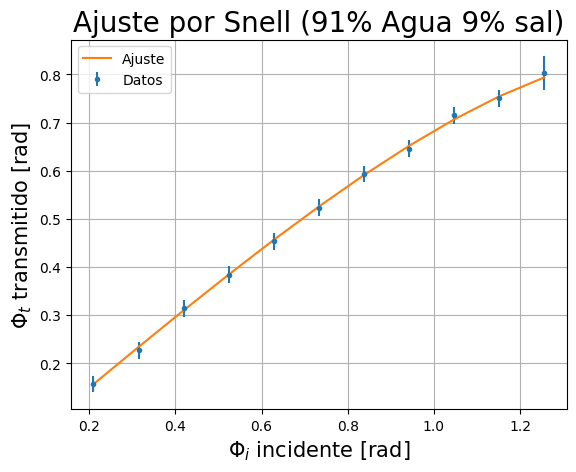 Ajuste por Snell (91% Agua 9% sal)
Ajuste
Datos
Φt transmitido [rad]
0.8
0.7
0.6
0.5
0.4
0.3
0.2
0.2
0.4
0.6
0.8
1.0
1.2
Φi incidente [rad]